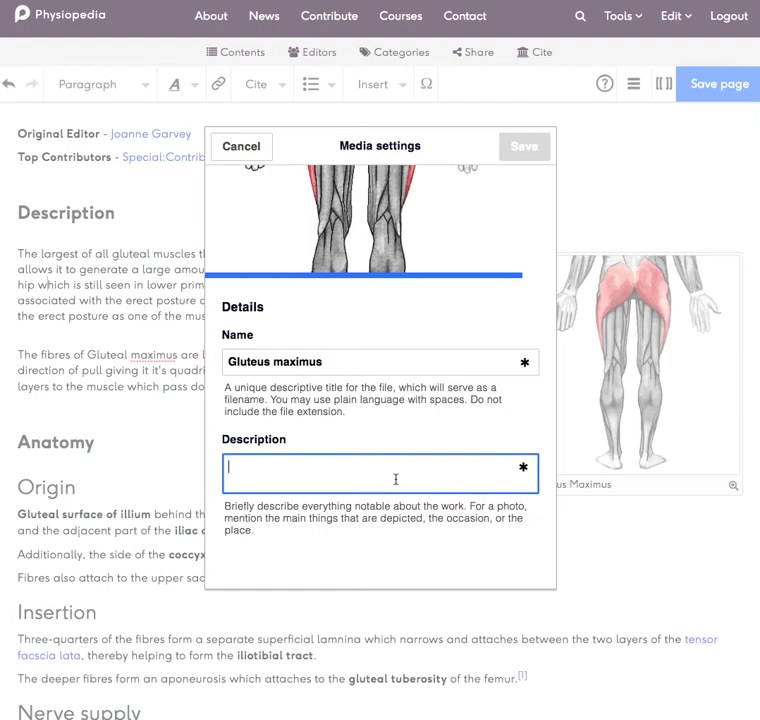 Physiopedia
About News Contribute Courses Contact Tools Edit Logout
Contents Editors Categories Share Cite
Paragraph A Cite Insert Ω ? [[ ]] Save page
Original Editor - Joanne Garvey
Top Contributors - Special:Contrib
Cancel Media settings Save
Description
The largest of all gluteal muscles
allows it to generate a large
hip which is still seen in lower
associated with the erect posture
the erect posture as one of the
The fibres of Gluteal maximus are
direction of pull giving it it's
layers to the muscle which pass
Anatomy
Origin
Gluteal surface of illium behind
and the adjacent part of the
Additionally, the side of the coccyx
Fibres also attach to the upper
Details
Name
Gluteus maximus *
A unique descriptive title for the file, which will serve as a
filename. You may use plain language with spaces. Do not
include the file extension.
Description
*
Briefly describe everything notable about the work. For a photo,
mention the main things that are depicted, the occasion, or the
place.
us Maximus
Insertion
Three-quarters of the fibres form a separate superficial lamnina which narrows and attaches between the two layers of the tensor
facscia lata, thereby helping to form the iliotibial tract.
The deeper fibres form an aponeurosis which attaches to the gluteal tuberosity of the femur.[1]
Nerve supply